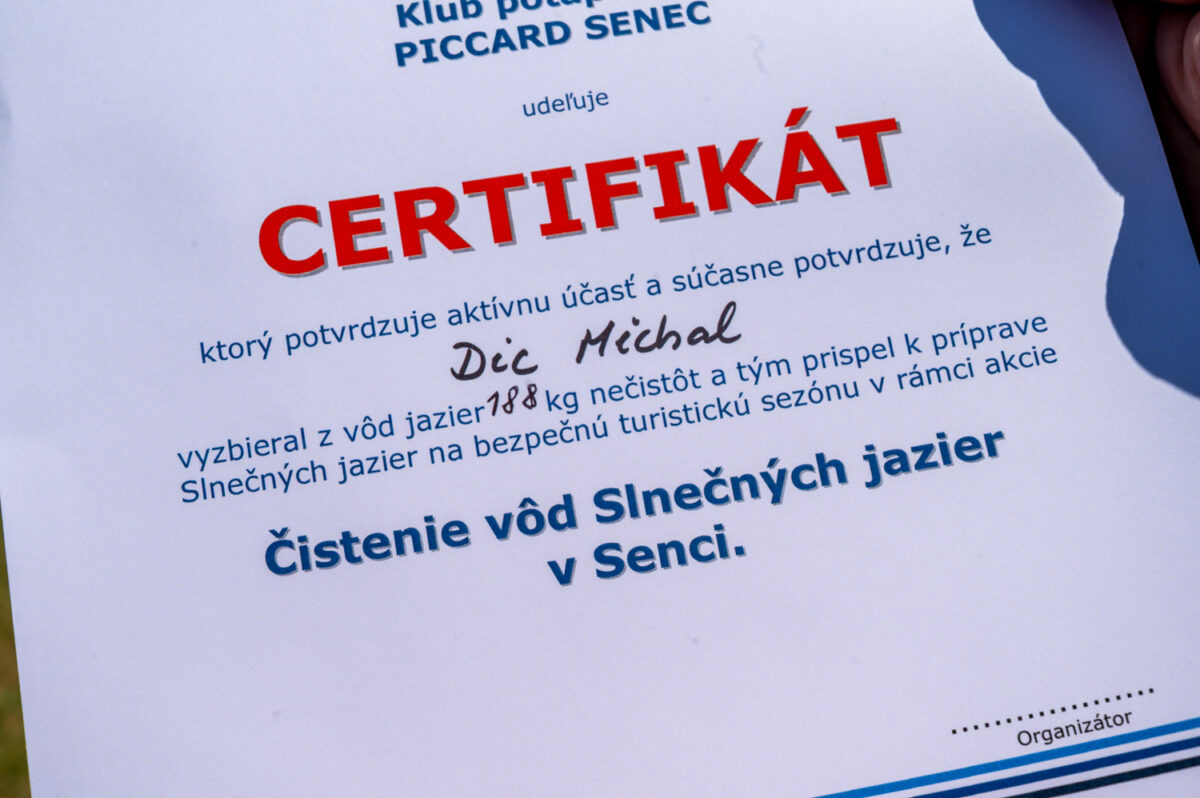 Klub
PICCARD SENEC
udeľuje
CERTIFIKÁT
ktorý potvrdzuje aktívnu účasť a súčasne potvrdzuje, že
Dic Michal
vyzbieral z vôd jazier 188 kg nečistôt a tým prispel k príprave
Slnečných jazier na bezpečnú turistickú sezónu v rámci akcie
Čistenie vôd Slnečných jazier
v Senci.
....................
Organizátor